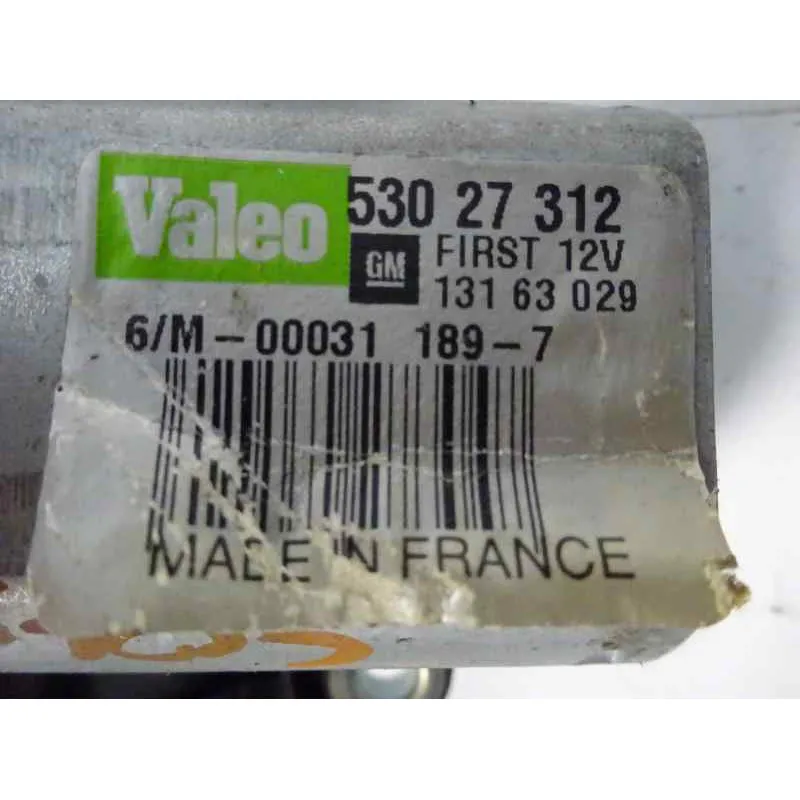 Valeo 530 27 312
GM FIRST 12V
131 63 029
6/M-00031 189-7
MADE IN FRANCE